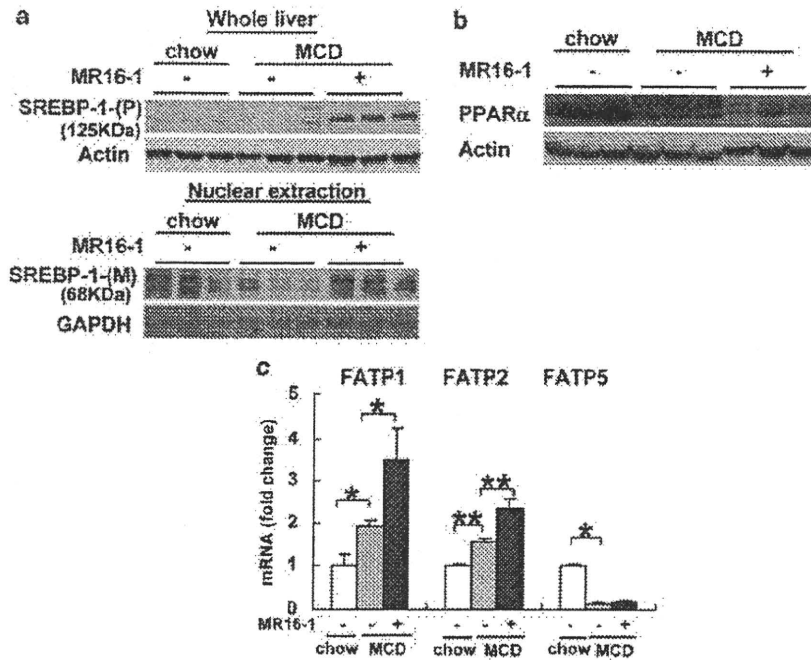 a
Whole liver
chow MCD
MR16-1 - - +
SREBP-1-(P)
(125KDa)
Actin
Nuclear extraction
chow MCD
MR16-1 - - +
SREBP-1-(M)
(68KDa)
GAPDH
b
chow MCD
MR16-1 - - +
PPARα
Actin
c
FATP1 FATP2 FATP5
mRNA (fold change)
5
4
3
2
1
0
* * ** ** *
MR16-1 - - + - - + - - +
chow MCD chow MCD chow MCD